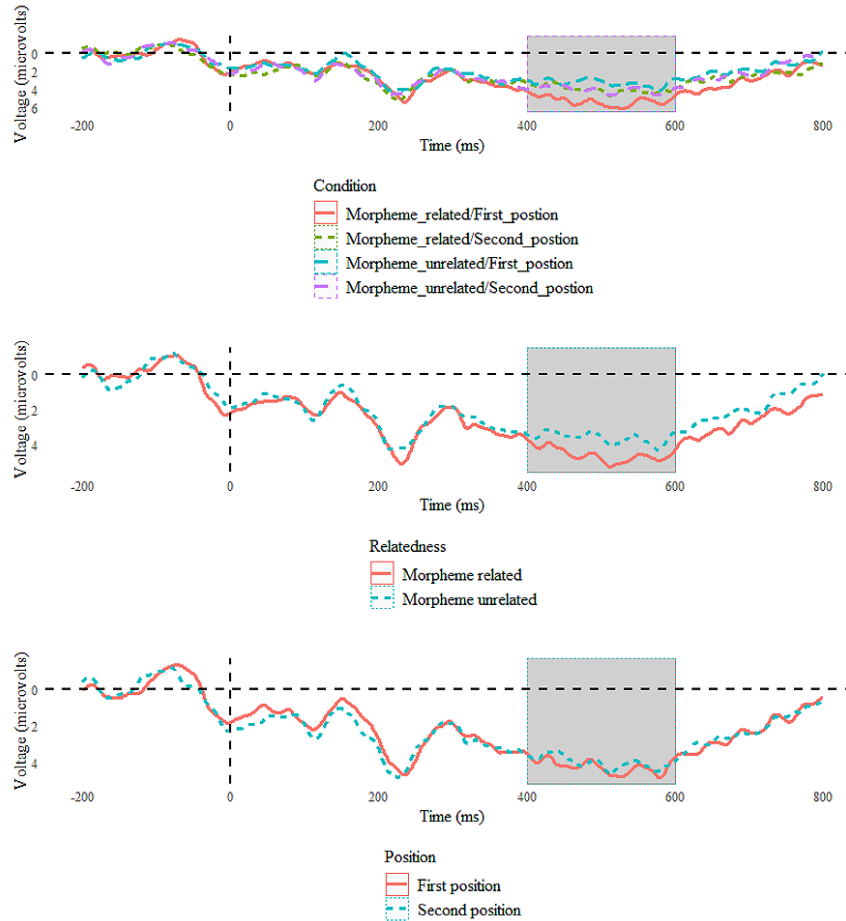 Voltage (microvolts)
0
2
4
6
-200 0 200 400 600 800
Time (ms)
Condition
Morpheme_related/First_postion
Morpheme_related/Second_postion
Morpheme_unrelated/First_postion
Morpheme_unrelated/Second_postion
Voltage (microvolts)
0
2
4
-200 0 200 400 600 800
Time (ms)
Relatedness
Morpheme related
Morpheme unrelated
Voltage (microvolts)
0
2
4
-200 0 200 400 600 800
Time (ms)
Position
First position
Second position